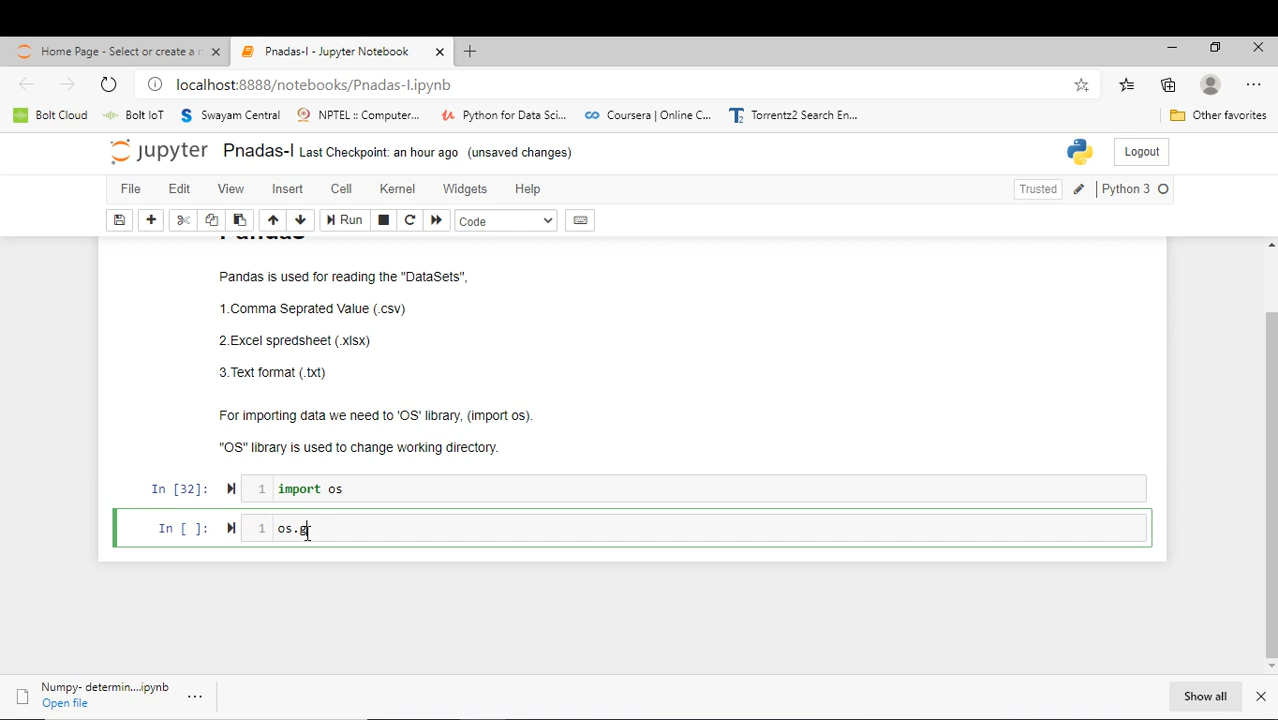 Home Page - Select or create a n
Pnadas-I - Jupyter Notebook
localhost:8888/notebooks/Pnadas-I.ipynb
Bolt Cloud
Bolt IoT
Swayam Central
NPTEL :: Computer...
Python for Data Sci...
Coursera | Online C...
Torrentz2 Search En...
Other favorites
jupyter Pnadas-I Last Checkpoint: an hour ago (unsaved changes)
Logout
File Edit View Insert Cell Kernel Widgets Help
Trusted
Python 3
Run
Code
Pandas
Pandas is used for reading the "DataSets",
1.Comma Seprated Value (.csv)
2.Excel spredsheet (.xlsx)
3.Text format (.txt)
For importing data we need to 'OS' library, (import os).
"OS" library is used to change working directory.
In [32]: 1 import os
In [ ]: 1 os.gr
Numpy- determin....ipynb
Open file
Show all